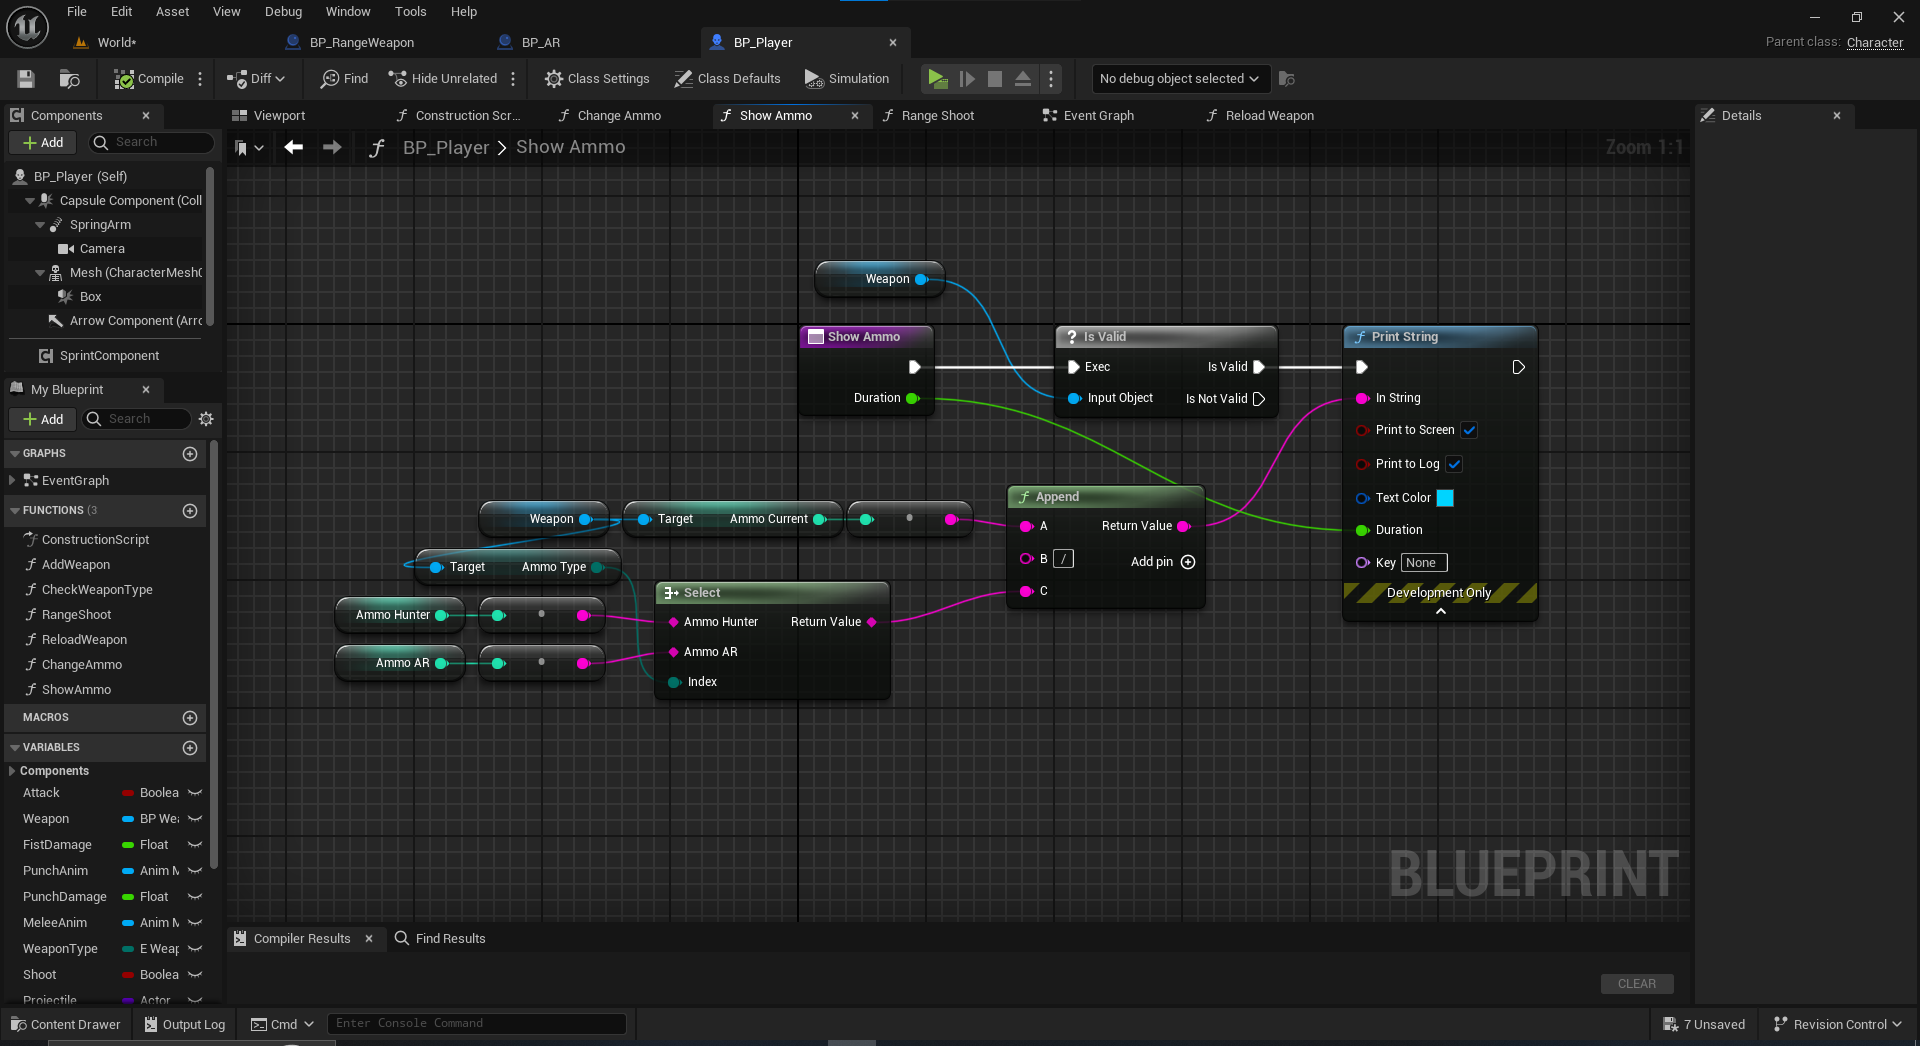 File Edit Asset View Debug Window Tools Help
World* BP_RangeWeapon BP_AR BP_Player
Parent class: Character
Compile Diff Find Hide Unrelated Class Settings Class Defaults Simulation No debug object selected
Components Viewport Construction Scr... Change Ammo Show Ammo Range Shoot Event Graph Reload Weapon Details
Add Search
BP_Player > Show Ammo
Zoom 1:1
BP_Player (Self)
Capsule Component (Coll
SpringArm
Camera
Mesh (CharacterMesh0
Box
Arrow Component (Arro
SprintComponent
My Blueprint
Add Search
GRAPHS
EventGraph
FUNCTIONS (3
ConstructionScript
AddWeapon
CheckWeaponType
RangeShoot
ReloadWeapon
ChangeAmmo
ShowAmmo
MACROS
VARIABLES
Components
Attack Boolea
Weapon BP Wea
FistDamage Float
PunchAnim Anim M
PunchDamage Float
MeleeAnim Anim M
WeaponType E Weap
Shoot Boolea
Projectile Actor
Weapon
Show Ammo
Duration
Is Valid
Exec Is Valid
Input Object Is Not Valid
Print String
In String
Print to Screen
Print to Log
Text Color
Duration
Key None
Development Only
Weapon
Target Ammo Current
Target Ammo Type
Ammo Hunter
Ammo AR
Select
Ammo Hunter Return Value
Ammo AR
Index
Append
A Return Value
B / Add pin
C
BLUEPRINT
Compiler Results Find Results
CLEAR
Content Drawer Output Log Cmd Enter Console Command 7 Unsaved Revision Control